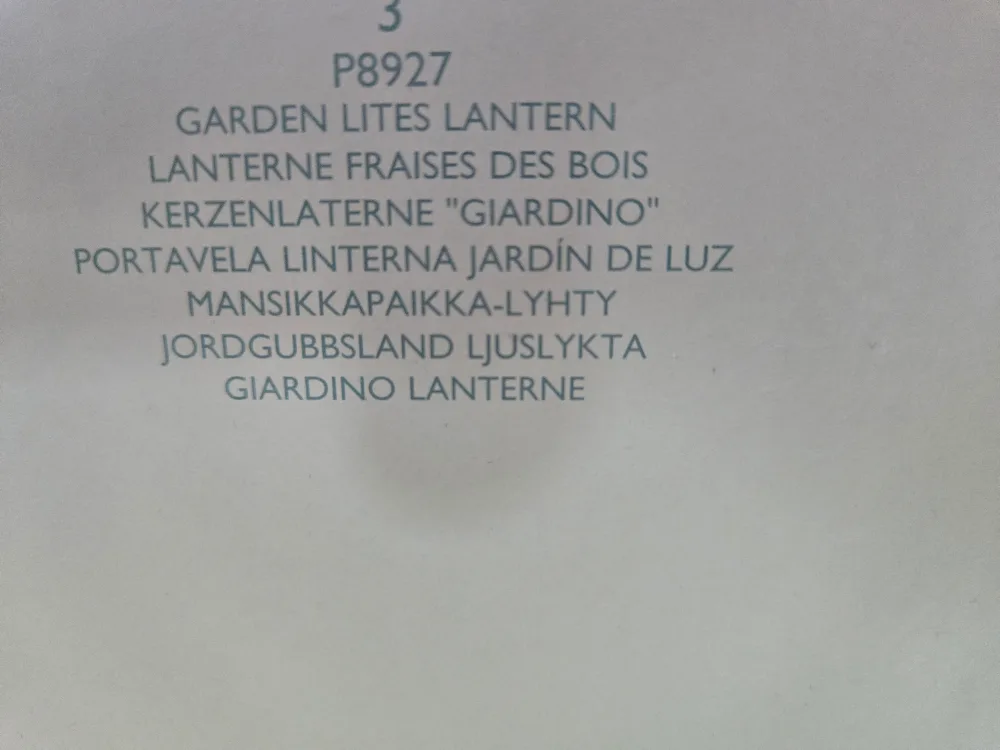 3
P8927
GARDEN LITES LANTERN
LANTERNE FRAISES DES BOIS
KERZENLATERNE "GIARDINO"
PORTAVELA LINTERNA JARDÍN DE LUZ
MANSIKKAPAIKKA-LYHTY
JORDGUBBSLAND LJUSLYKTA
GIARDINO LANTERNE